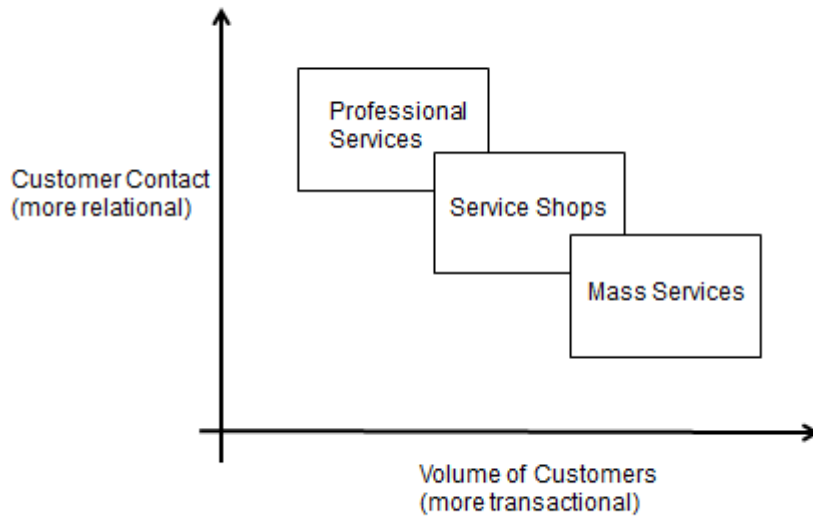 Professional
Services
Customer Contact
(more relational)
Service Shops
Mass Services
Volume of Customers
(more transactional)